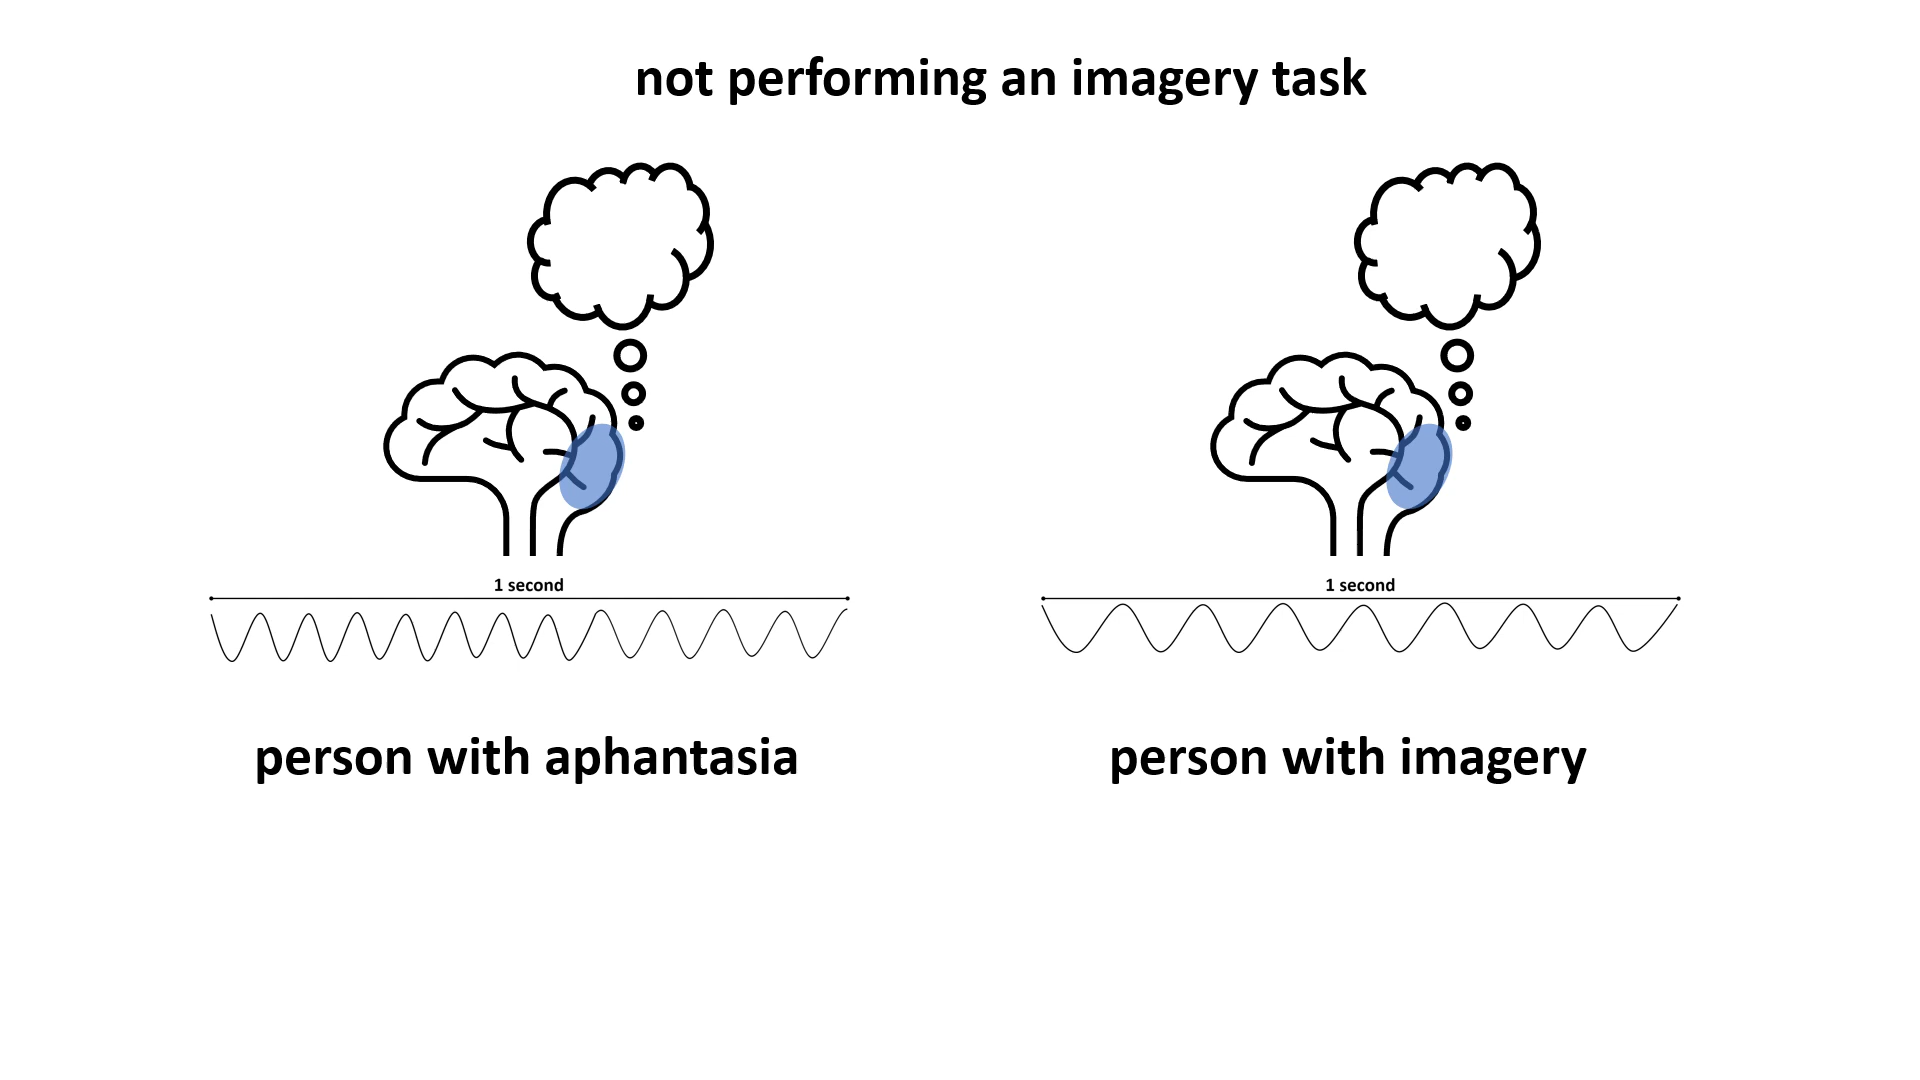 not performing an imagery task
1 second
1 second
person with aphantasia
person with imagery